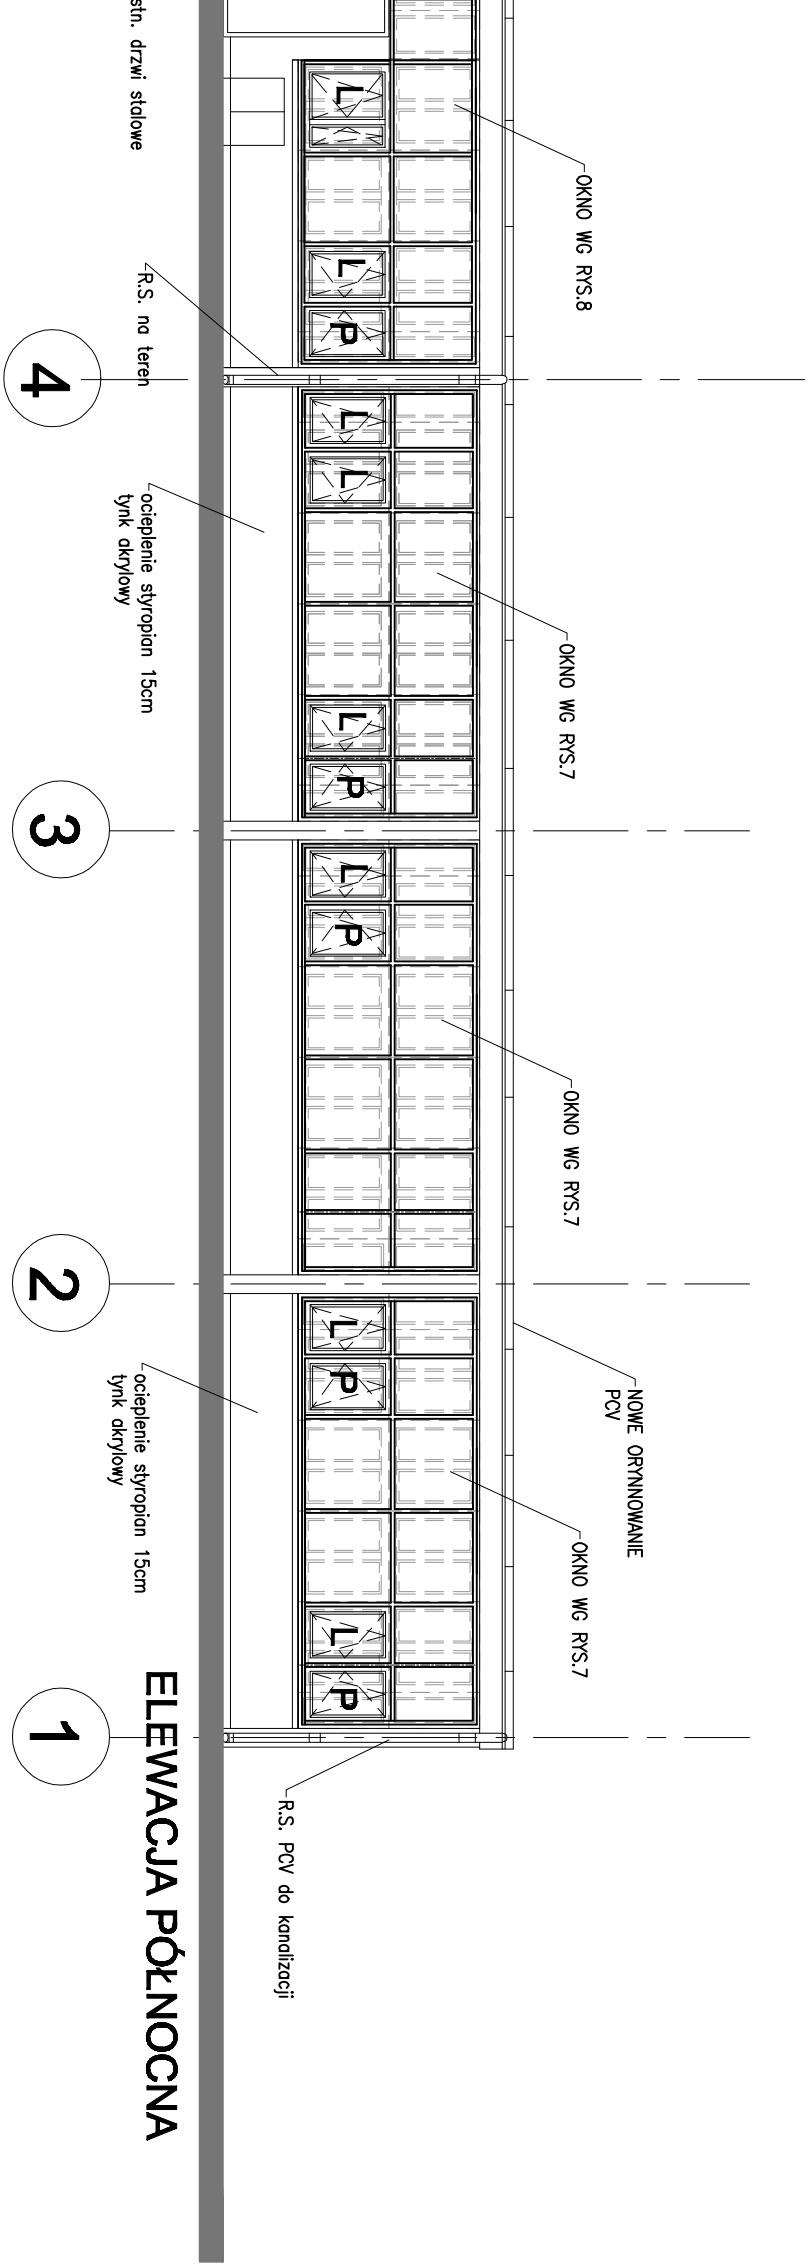 OKNO WG RYS.8
OKNO WG RYS.7
OKNO WG RYS.7
NOWE ORYNNOWANIE
PCV
OKNO WG RYS.7
L
L
P
L
L
L
P
L
P
L
P
L
P
stn. drzwi stalowe
R.S. na teren
ocieplenie styropian 15cm
tynk akrylowy
ocieplenie styropian 15cm
tynk akrylowy
R.S. PCV do kanalizacji
4
3
2
1
ELEWACJA PÓŁNOCNA